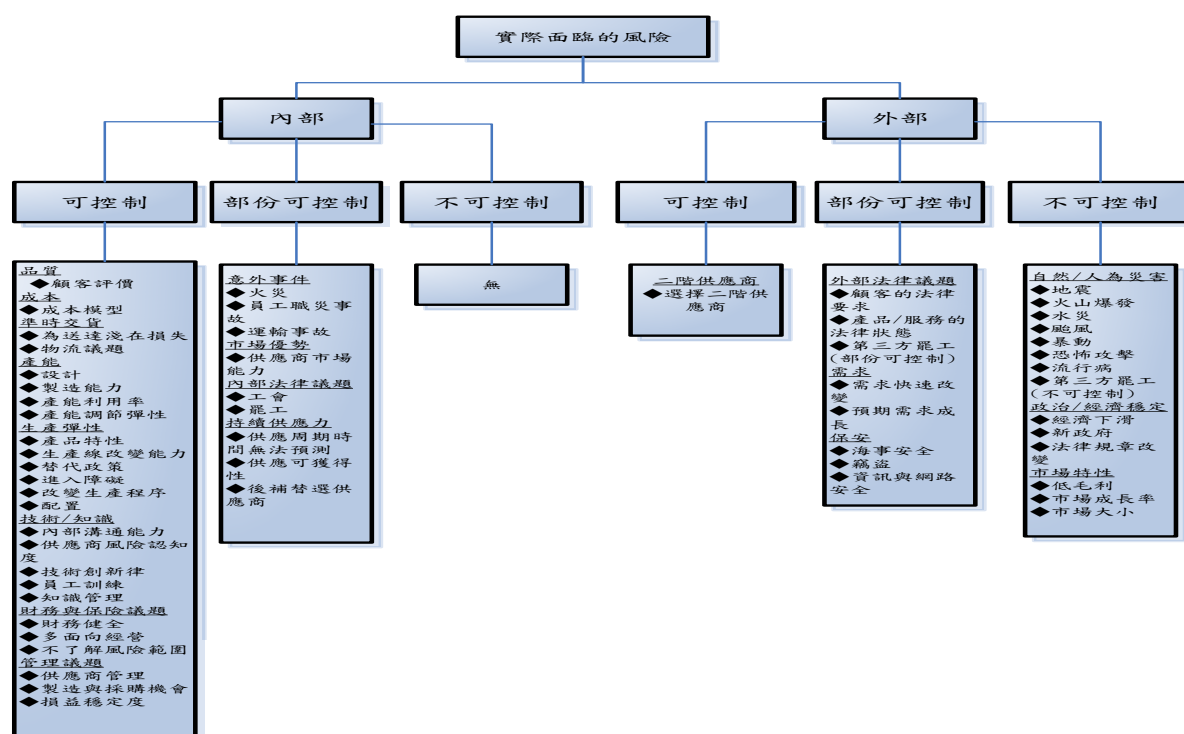 實際面臨的風險
內部
外部
可控制
部份可控制
不可控制
可控制
部份可控制
不可控制
品質
◆顧客評價
成本
◆成本模型
準時交貨
◆為送達淺在損失
◆物流議題
產能
◆設計
◆製造能力
◆產能利用率
◆產能調節彈性
生產彈性
◆產品特性
◆生產線改變能力
◆替代政策
◆進入障礙
◆改變生產程序
◆配置
技術/知識
◆內部溝通能力
◆供應商風險認知
度
◆技術創新律
◆員工訓練
◆知識管理
財務與保險議題
◆財務健全
◆多面向經營
◆不了解風險範圍
管理議題
◆供應商管理
◆製造與採購機會
◆損益穩定度
意外事件
◆火災
◆員工職災事
故
◆運輸事故
市場優勢
◆供應商市場
能力
內部法律議題
◆工會
◆罷工
持續供應力
◆供應周期時
間無法預測
◆供應可獲得
性
◆後補替選供
應商
無
二階供應商
◆選擇二階供
應商
外部法律議題
◆顧客的法律
要求
◆產品/服務的
法律狀態
◆第三方罷工
(部份可控制)
需求
◆需求快速改
變
◆預期需求成
長
保安
◆海事安全
◆竊盜
◆資訊與網路
安全
自然/人為災害
◆地震
◆火山爆發
◆水災
◆颱風
◆暴動
◆恐怖攻擊
◆流行病
◆第三方罷工
(不可控制)
政治/經濟穩定
◆經濟下滑
◆新政府
◆法律規章改
變
市場特性
◆低毛利
◆市場成長率
◆市場大小